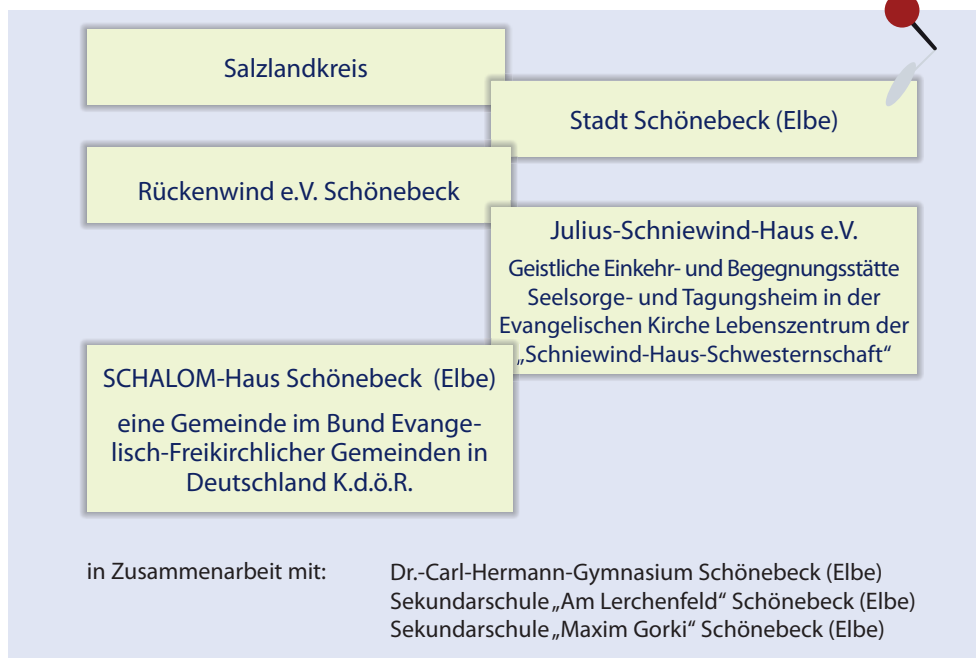 Salzlandkreis
Stadt Schönebeck (Elbe)
Rückenwind e.V. Schönebeck
Julius-Schniewind-Haus e.V.
Geistliche Einkehr- und Begegnungsstätte
Seelsorge- und Tagungsheim in der
Evangelischen Kirche Lebenszentrum der
„Schniewind-Haus-Schwesternschaft“
SCHALOM-Haus Schönebeck (Elbe)
eine Gemeinde im Bund Evange-
lisch-Freikirchlicher Gemeinden in
Deutschland K.d.ö.R.
in Zusammenarbeit mit: Dr.-Carl-Hermann-Gymnasium Schönebeck (Elbe)
Sekundarschule „Am Lerchenfeld“ Schönebeck (Elbe)
Sekundarschule „Maxim Gorki“ Schönebeck (Elbe)